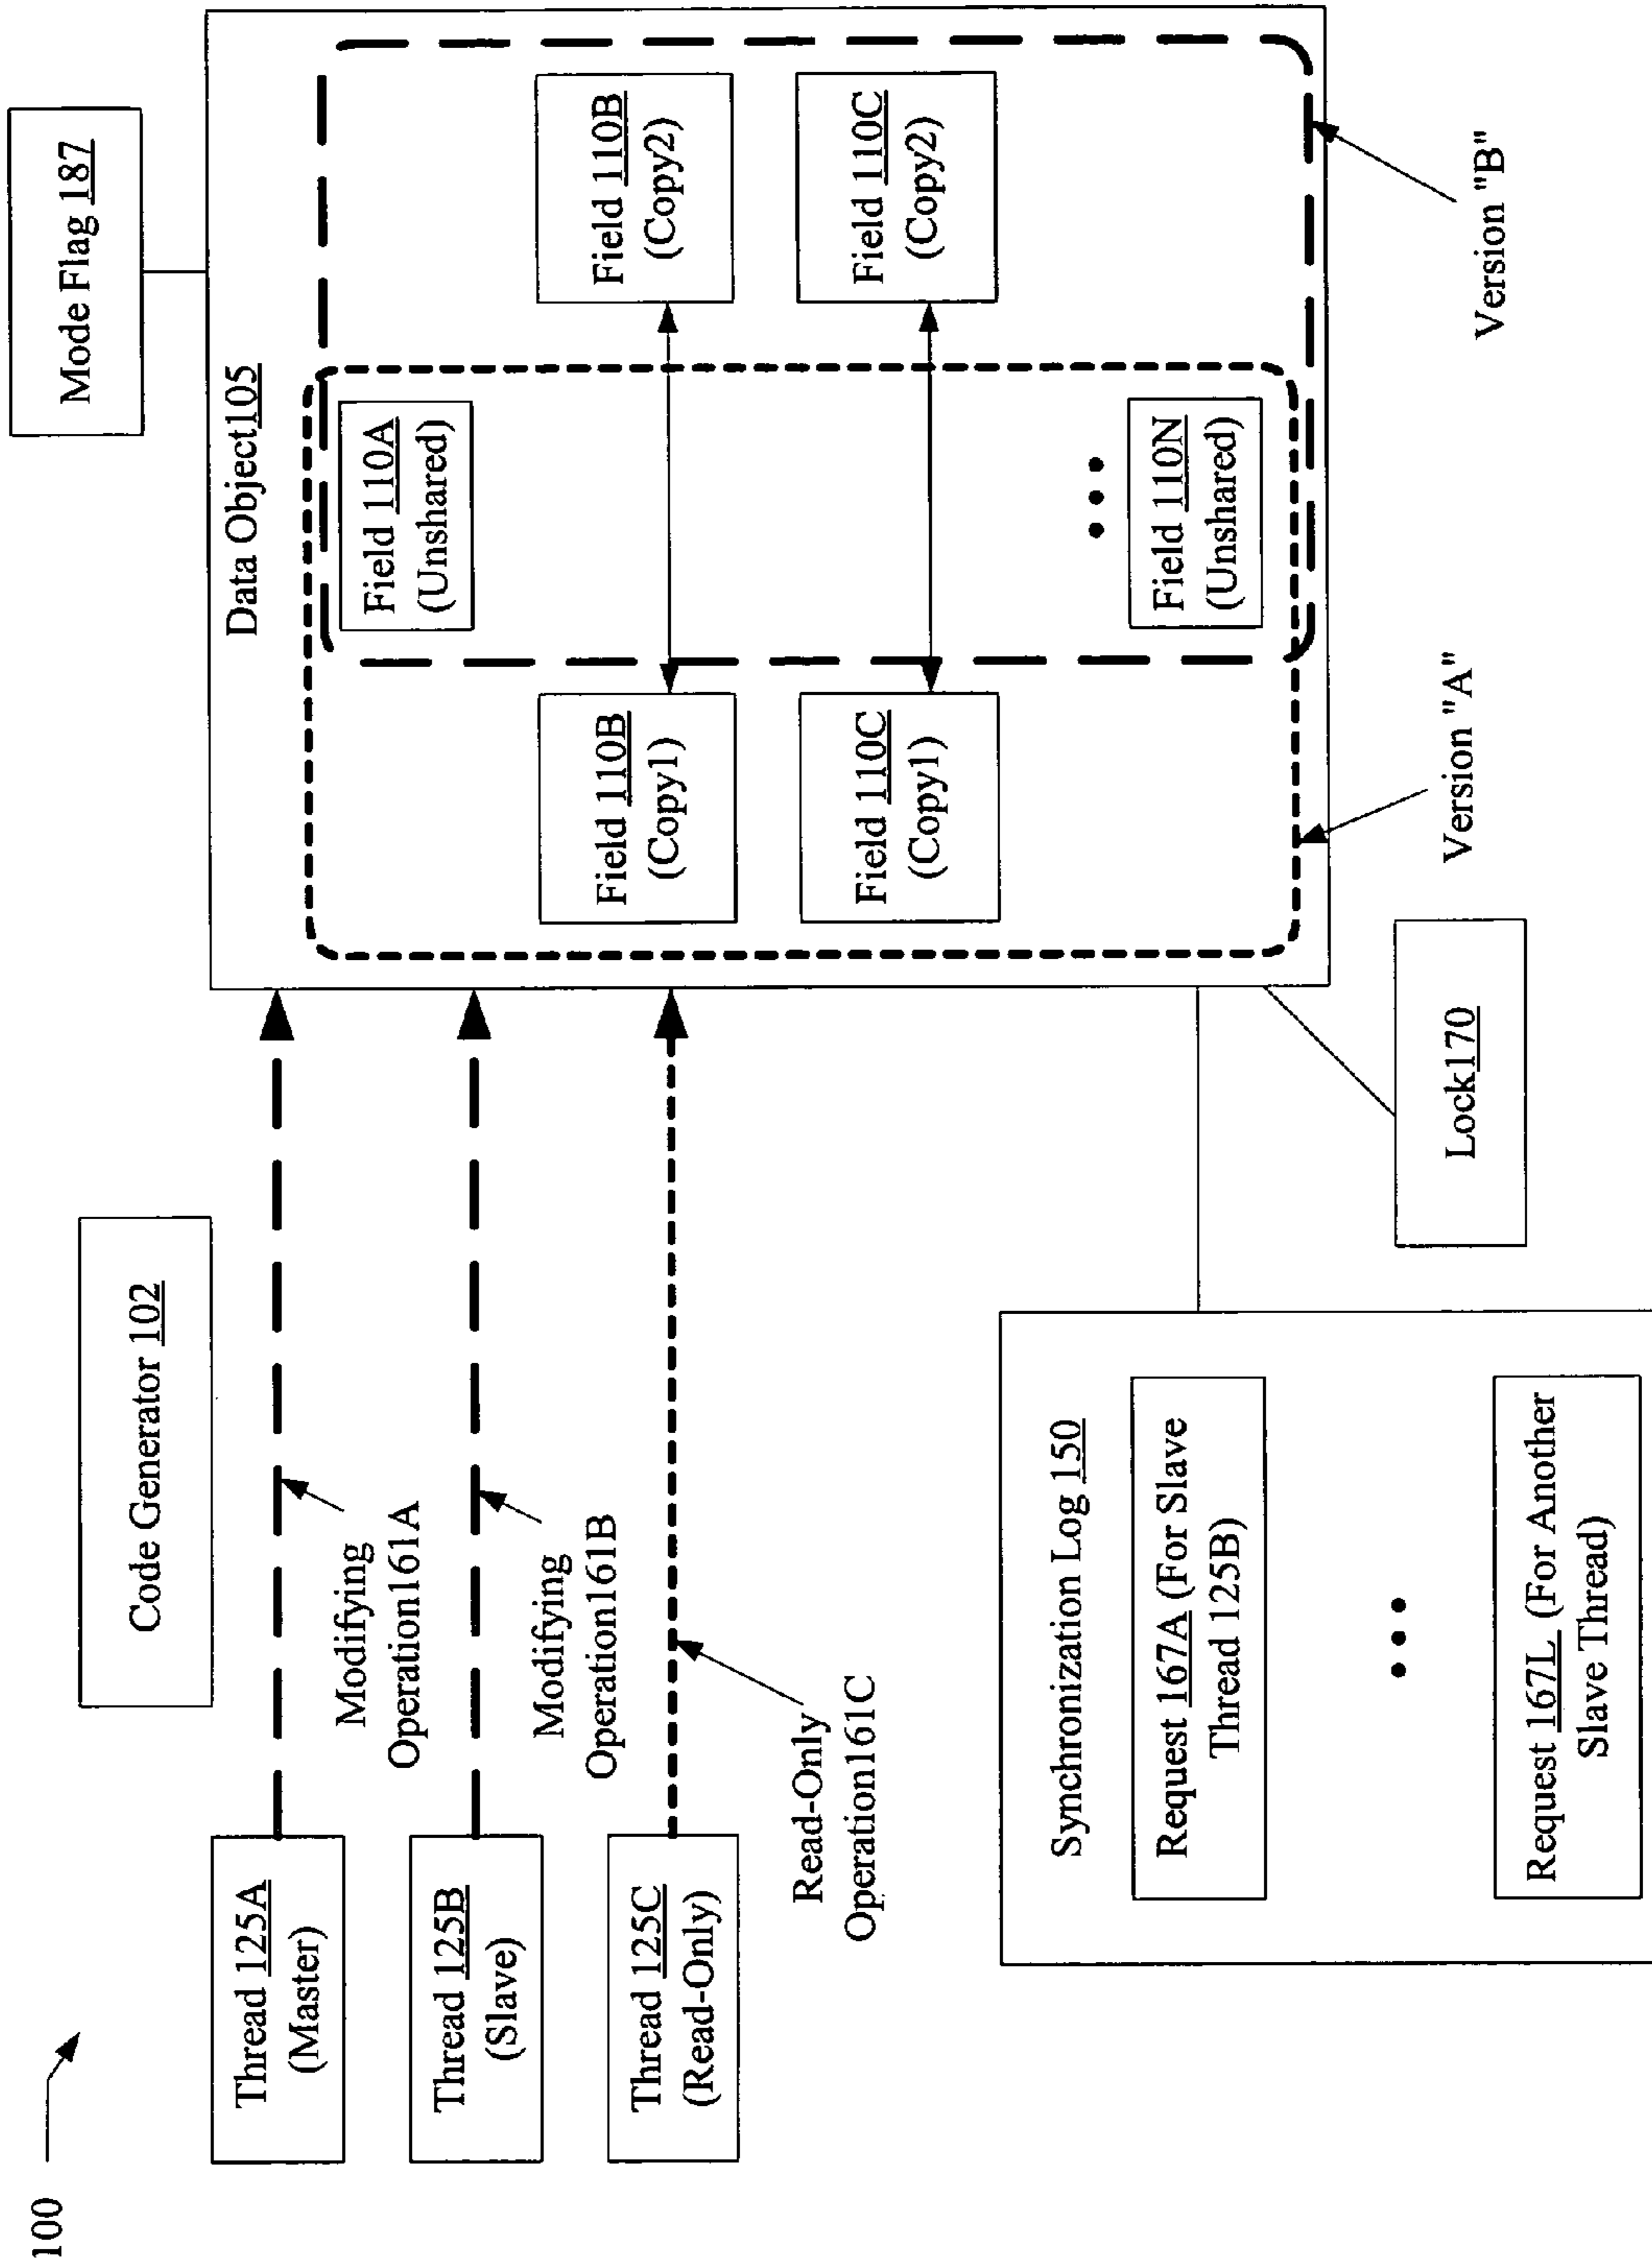 100
Code Generator 102
Mode Flag 187
Thread 125A
(Master)
Modifying
Operation161A
Thread 125B
(Slave)
Modifying
Operation161B
Thread 125C
(Read-Only)
Read-Only
Operation161C
Data Object105
Field 110A
(Unshared)
Field 110B
(Copy1)
Field 110B
(Copy2)
Field 110C
(Copy1)
Field 110C
(Copy2)
• • •
Field 110N
(Unshared)
Version "A"
Version "B"
Lock170
Synchronization Log 150
Request 167A (For Slave
Thread 125B)
• • •
Request 167L (For Another
Slave Thread)